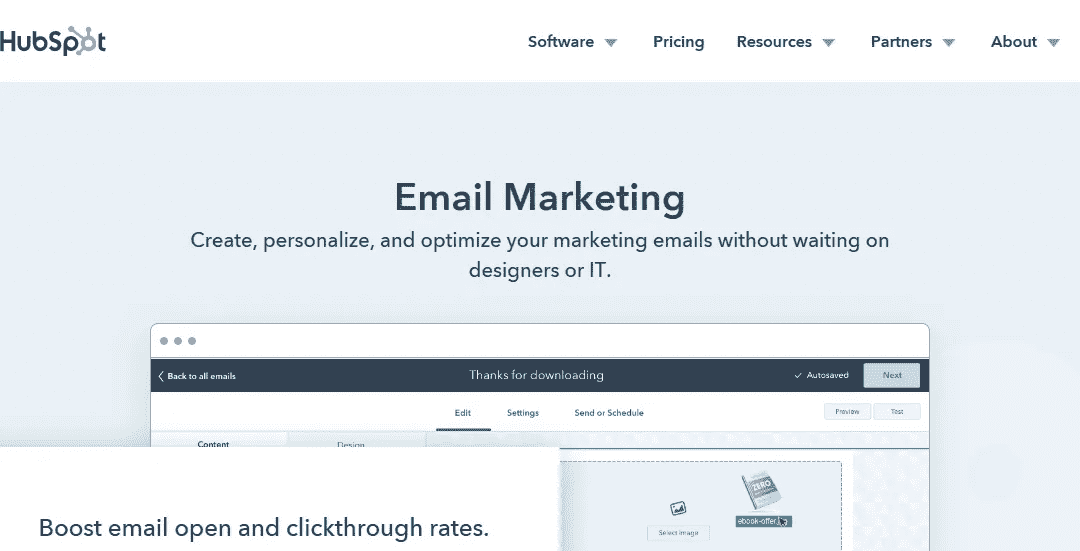 HubSpot
Software Pricing Resources Partners About
Email Marketing
Create, personalize, and optimize your marketing emails without waiting on
designers or IT.
Back to all emails Thanks for downloading Autosaved Next
Edit Settings Send or Schedule Preview Test
Content Design
ZERO
ebook-offer.jpg
Select image
Boost email open and clickthrough rates.